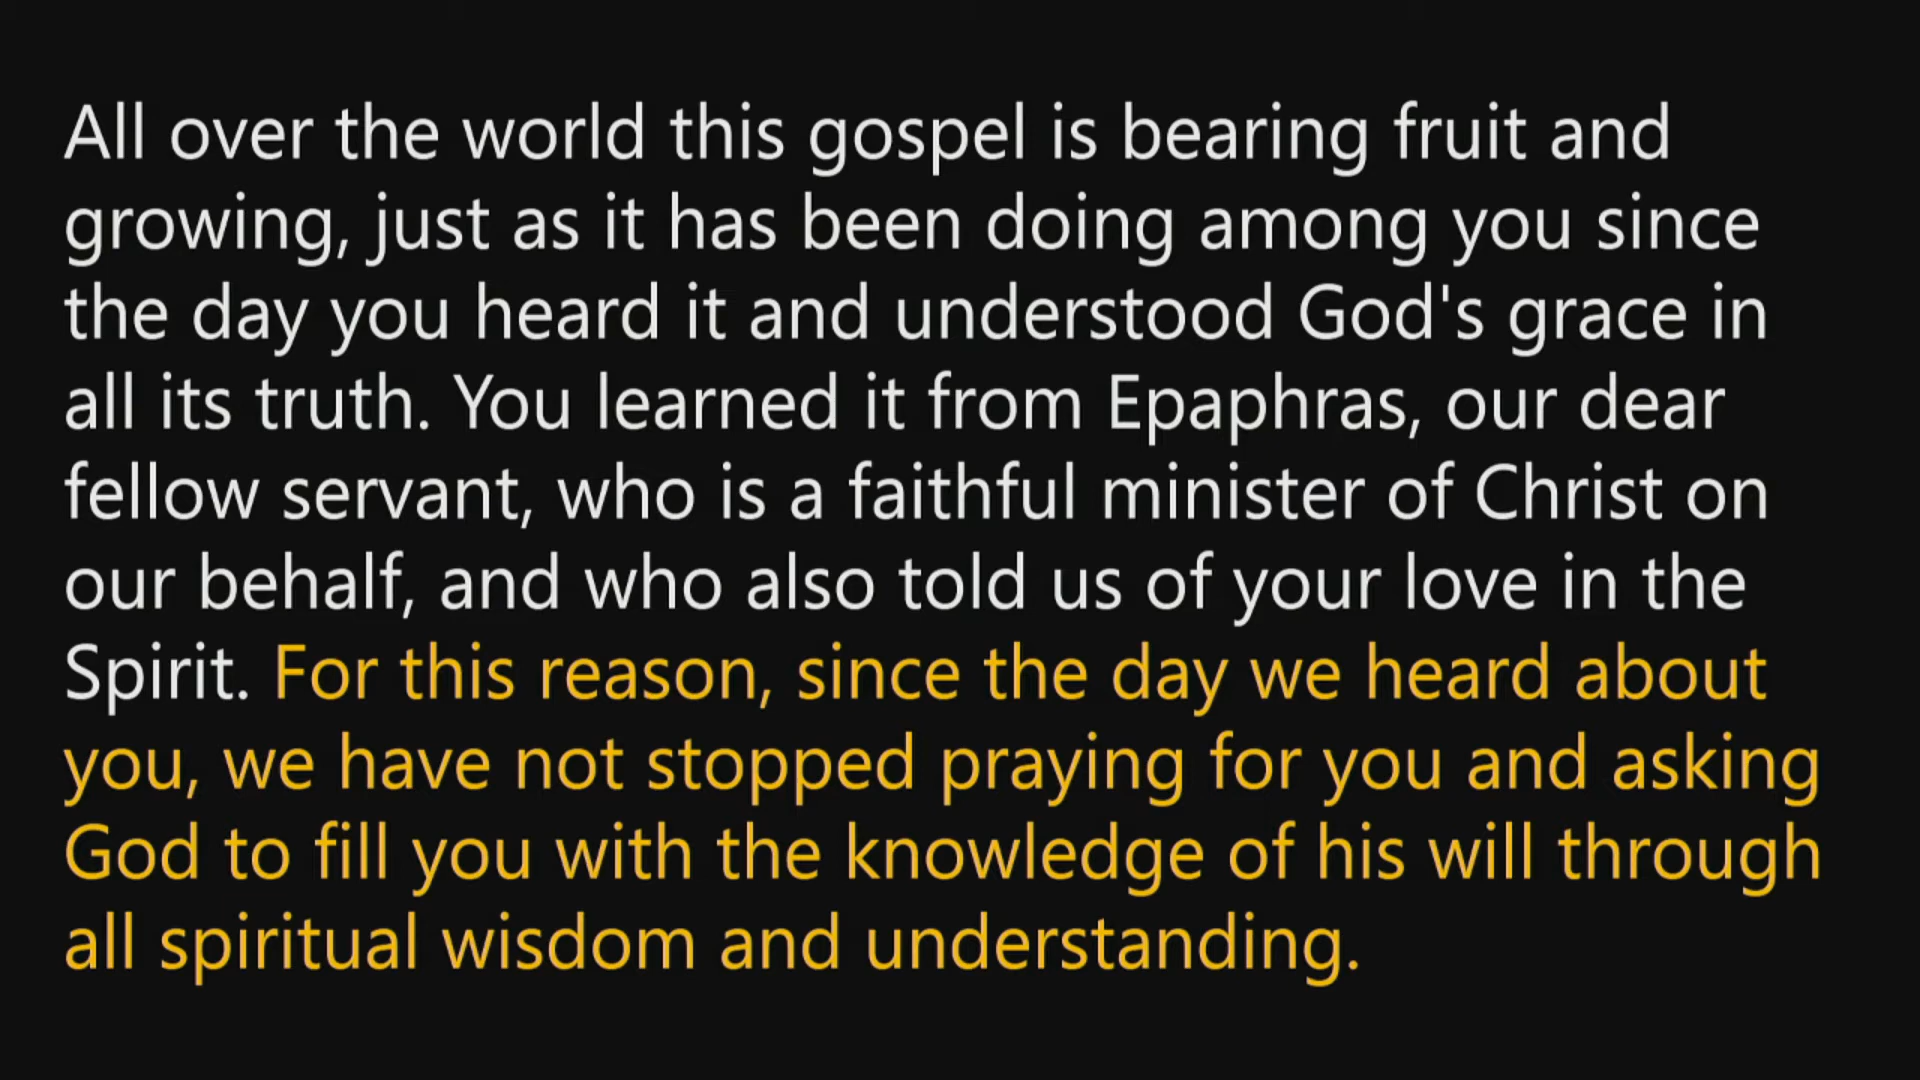 All over the world this gospel is bearing fruit and
growing, just as it has been doing among you since
the day you heard it and understood God's grace in
all its truth. You learned it from Epaphras, our dear
fellow servant, who is a faithful minister of Christ on
our behalf, and who also told us of your love in the
Spirit. For this reason, since the day we heard about
you, we have not stopped praying for you and asking
God to fill you with the knowledge of his will through
all spiritual wisdom and understanding.